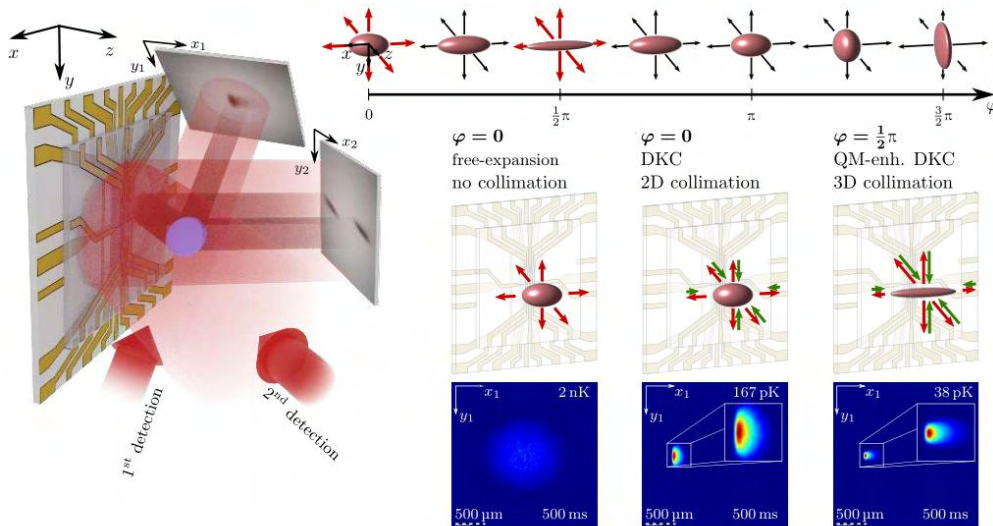 x
z
y
x₁
y₁
x₂
y₂
1ˢᵗ detection
2ⁿᵈ detection
x
z
y
0
½π
π
3/2π
φ
φ = 0
free-expansion
no collimation
φ = 0
DKC
2D collimation
φ = ½π
QM-enh. DKC
3D collimation
x₁
y₁
2 nK
500 µm
500 ms
x₁
y₁
167 pK
500 µm
500 ms
x₁
y₁
38 pK
500 µm
500 ms